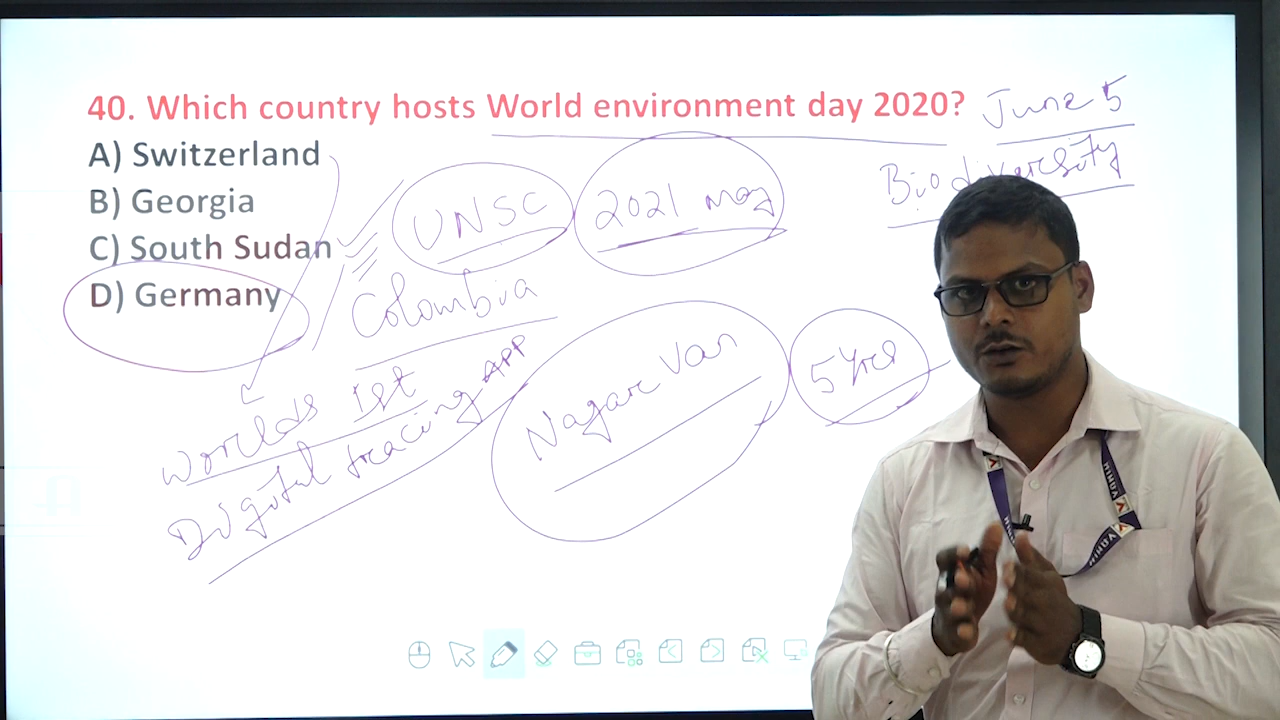 40. Which country hosts World environment day 2020? June 5
A) Switzerland
Biodiversity
B) Georgia
UNSC 2021 may
C) South Sudan
D) Germany
Colombia
Nagar Van
5 Yrs
Worlds 1st
Digital tracing APP